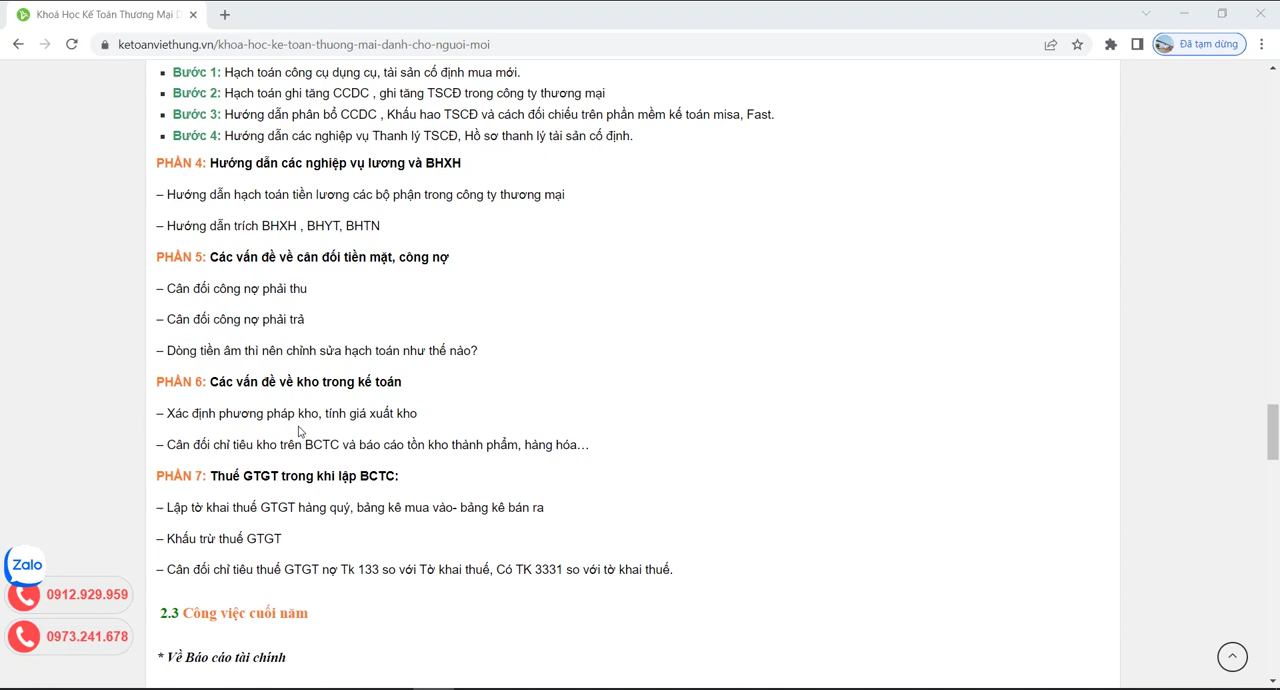 Khoá Học Kế Toán Thương Mại D
ketoanviethung.vn/khoa-hoc-ke-toan-thuong-mai-danh-cho-nguoi-moi
Đã tạm dừng
Bước 1: Hạch toán công cụ dụng cụ, tài sản cố định mua mới.
Bước 2: Hạch toán ghi tăng CCDC , ghi tăng TSCĐ trong công ty thương mại
Bước 3: Hướng dẫn phân bổ CCDC , Khấu hao TSCĐ và cách đối chiếu trên phần mềm kế toán misa, Fast.
Bước 4: Hướng dẫn các nghiệp vụ Thanh lý TSCĐ, Hồ sơ thanh lý tài sản cố định.
PHẦN 4: Hướng dẫn các nghiệp vụ lương và BHXH
– Hướng dẫn hạch toán tiền lương các bộ phận trong công ty thương mại
– Hướng dẫn trích BHXH , BHYT, BHTN
PHẦN 5: Các vấn đề về cân đối tiền mặt, công nợ
– Cân đối công nợ phải thu
– Cân đối công nợ phải trả
– Dòng tiền âm thì nên chỉnh sửa hạch toán như thế nào?
PHẦN 6: Các vấn đề về kho trong kế toán
– Xác định phương pháp kho, tính giá xuất kho
– Cân đối chỉ tiêu kho trên BCTC và báo cáo tồn kho thành phẩm, hàng hóa…
PHẦN 7: Thuế GTGT trong khi lập BCTC:
– Lập tờ khai thuế GTGT hàng quý, bảng kê mua vào- bảng kê bán ra
– Khấu trừ thuế GTGT
– Cân đối chỉ tiêu thuế GTGT nợ Tk 133 so với Tờ khai thuế, Có TK 3331 so với tờ khai thuế.
Zalo
0912.929.959
0973.241.678
2.3 Công việc cuối năm
* Về Báo cáo tài chính